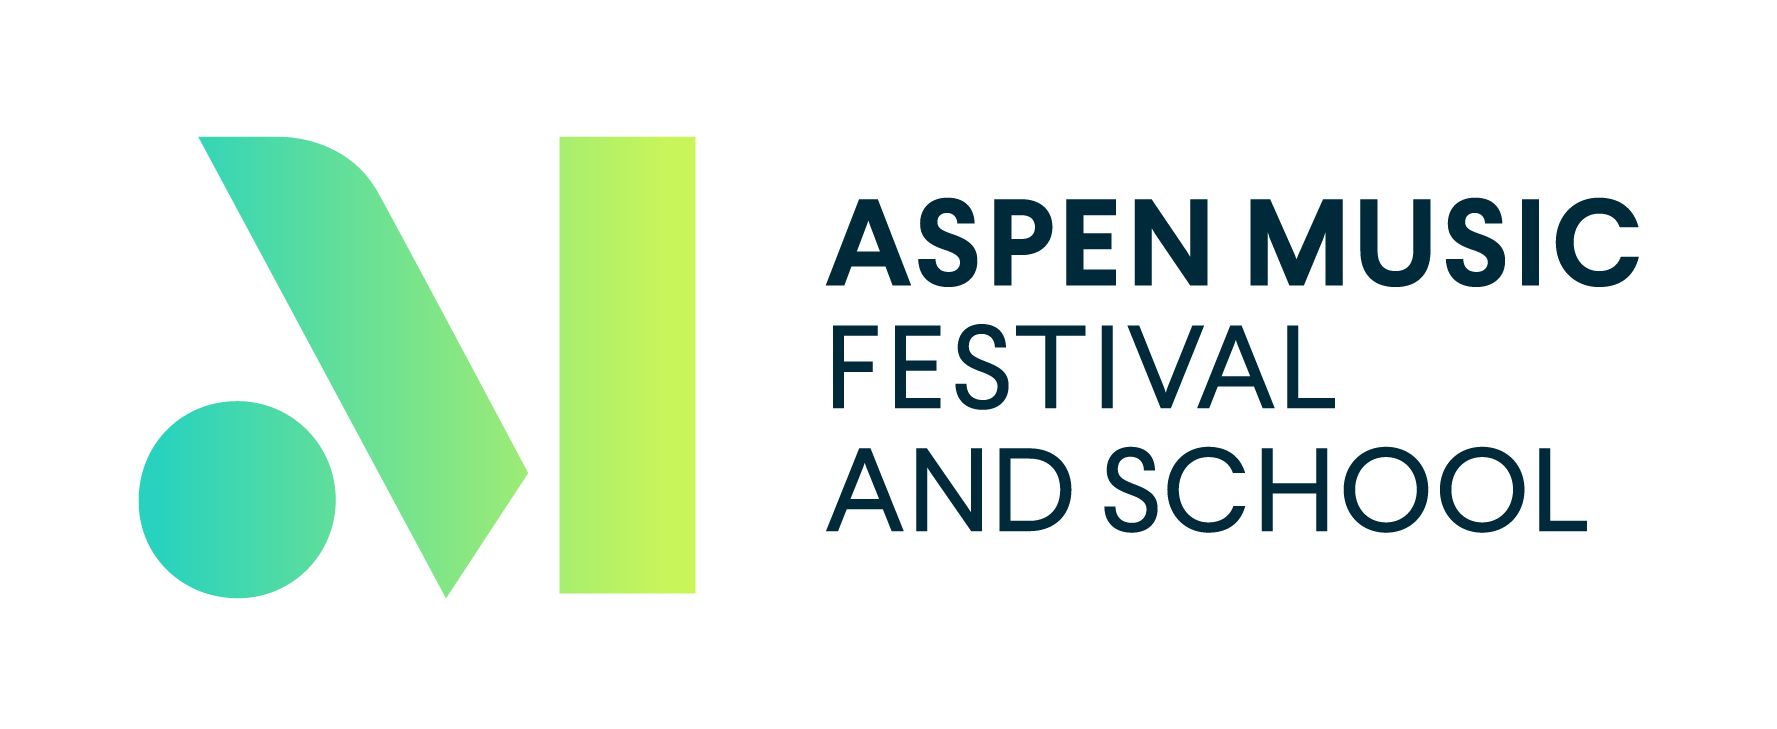 ASPEN MUSIC
FESTIVAL
AND SCHOOL